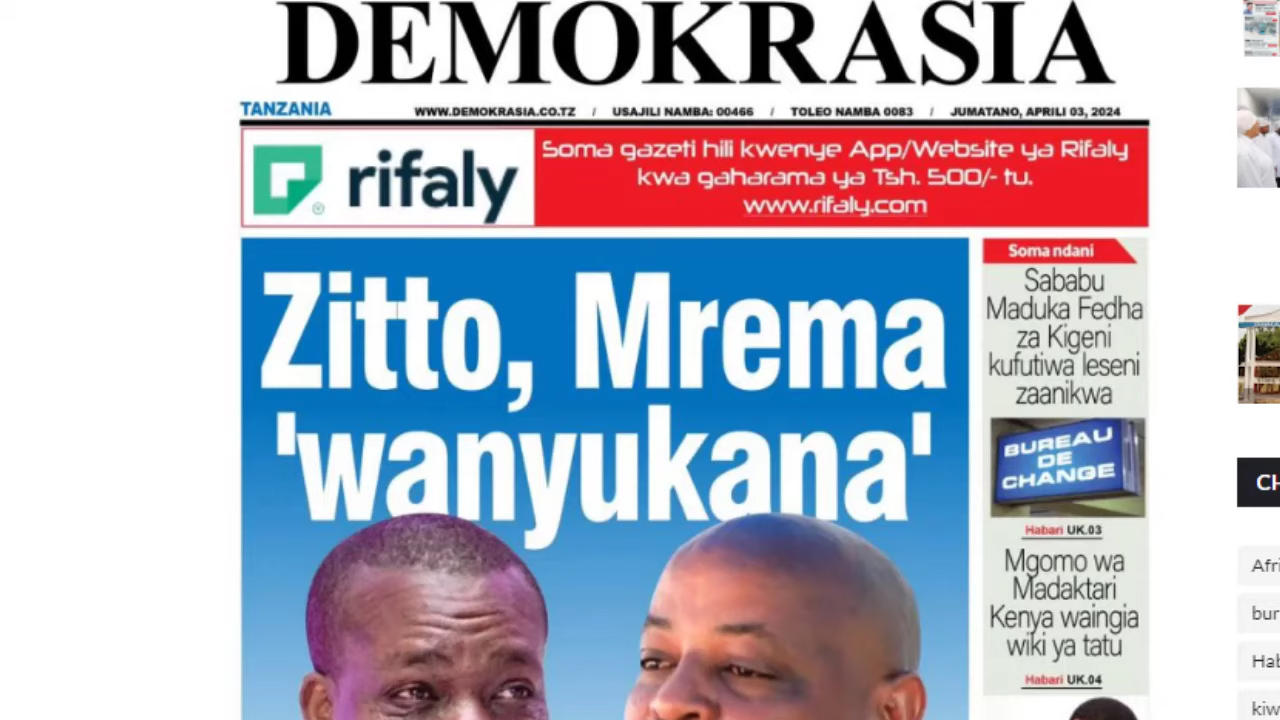 DEMOKRASIA
TANZANIA
WWW.DEMOKRASIA.CO.TZ / USAJILI NAMBA: 00466 / TOLEO NAMBA 0083 / JUMATANO, APRILI 03, 2024
rifaly
Soma gazeti hili kwenye App/Website ya Rifaly
kwa gaharama ya Tsh. 500/- tu.
www.rifaly.com
Zitto, Mrema
'wanyukana'
Soma ndani
Sababu
Maduka Fedha
za Kigeni
kufutiwa leseni
zaanikwa
BUREAU
DE
CHANGE
Habari UK.03
Mgomo wa
Madaktari
Kenya waingia
wiki ya tatu
Habari UK.04